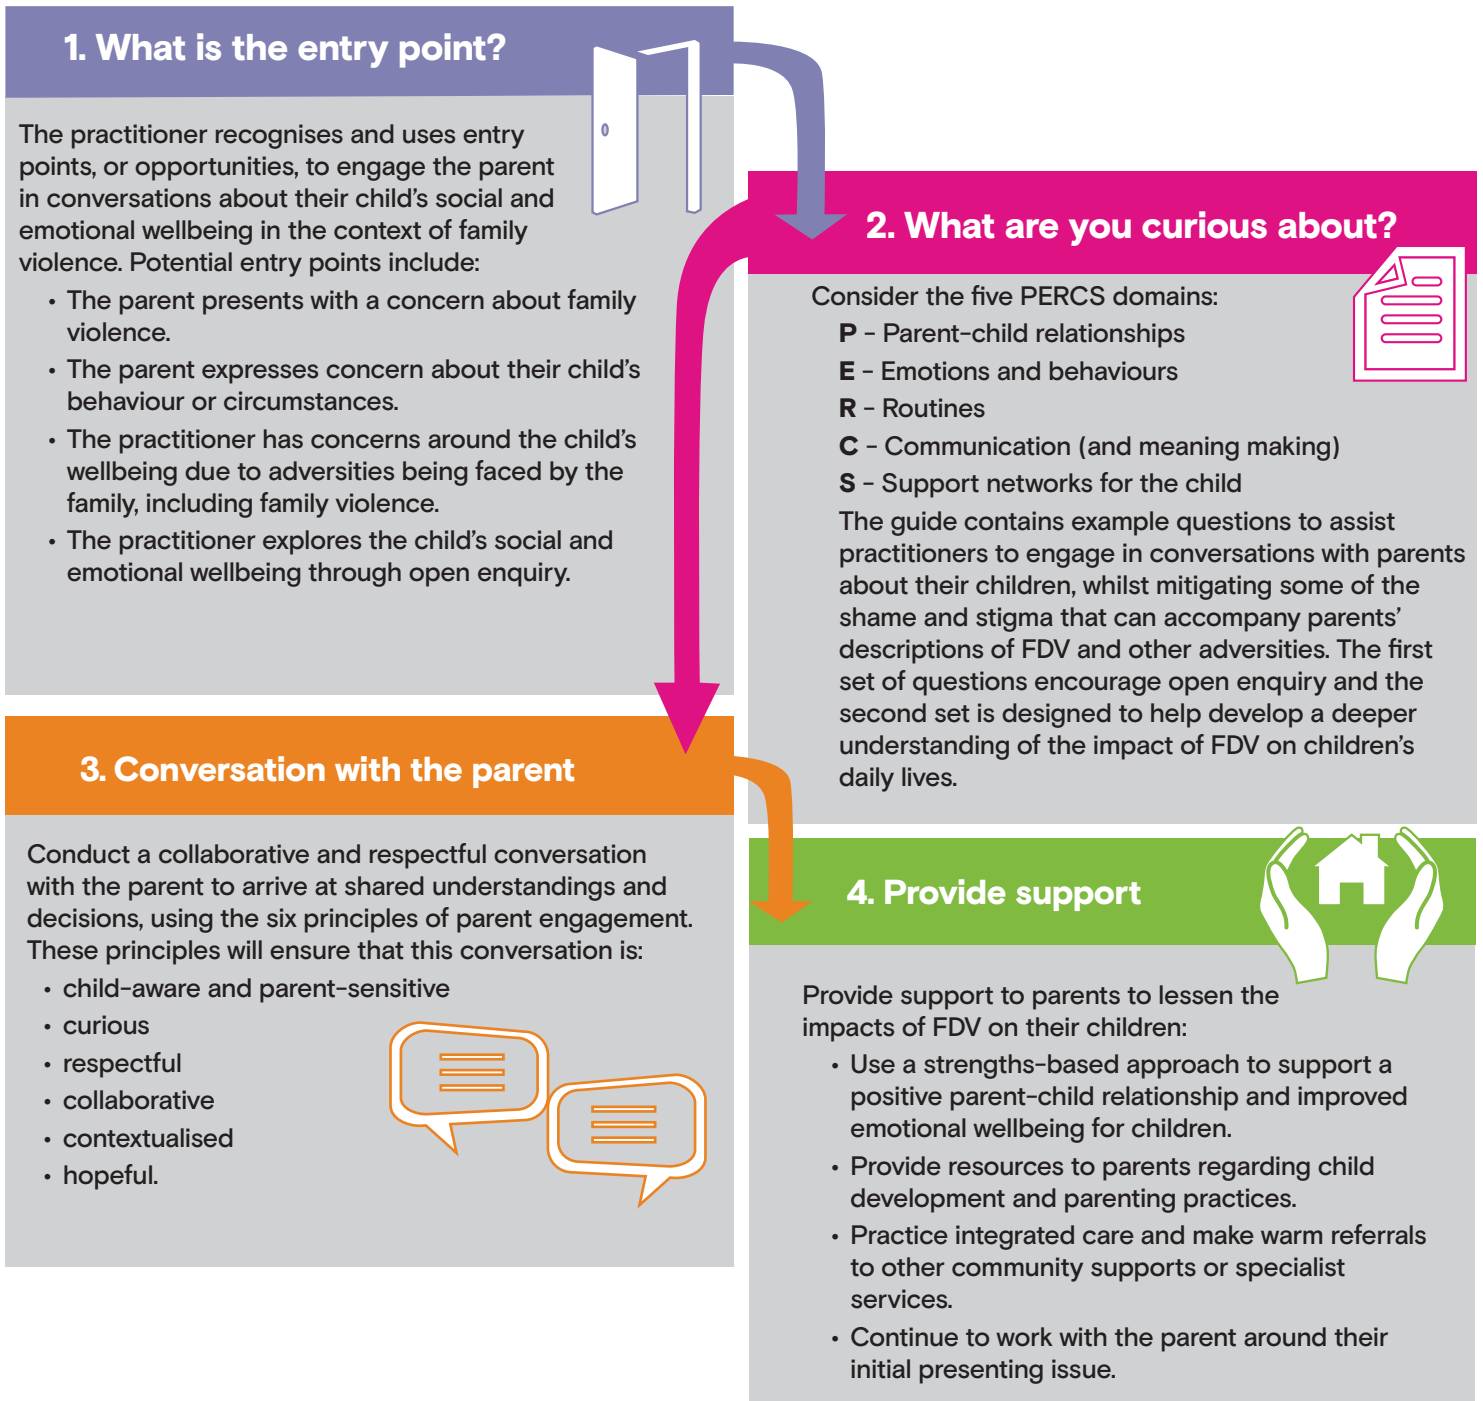 1. What is the entry point?
The practitioner recognises and uses entry
points, or opportunities, to engage the parent
in conversations about their child’s social and
emotional wellbeing in the context of family
violence. Potential entry points include:
• The parent presents with a concern about family
violence.
• The parent expresses concern about their child’s
behaviour or circumstances.
• The practitioner has concerns around the child’s
wellbeing due to adversities being faced by the
family, including family violence.
• The practitioner explores the child’s social and
emotional wellbeing through open enquiry.
2. What are you curious about?
Consider the five PERCS domains:
P – Parent-child relationships
E – Emotions and behaviours
R – Routines
C – Communication (and meaning making)
S – Support networks for the child
The guide contains example questions to assist
practitioners to engage in conversations with parents
about their children, whilst mitigating some of the
shame and stigma that can accompany parents’
descriptions of FDV and other adversities. The first
set of questions encourage open enquiry and the
second set is designed to help develop a deeper
understanding of the impact of FDV on children’s
daily lives.
3. Conversation with the parent
Conduct a collaborative and respectful conversation
with the parent to arrive at shared understandings and
decisions, using the six principles of parent engagement.
These principles will ensure that this conversation is:
• child-aware and parent-sensitive
• curious
• respectful
• collaborative
• contextualised
• hopeful.
4. Provide support
Provide support to parents to lessen the
impacts of FDV on their children:
• Use a strengths-based approach to support a
positive parent-child relationship and improved
emotional wellbeing for children.
• Provide resources to parents regarding child
development and parenting practices.
• Practice integrated care and make warm referrals
to other community supports or specialist
services.
• Continue to work with the parent around their
initial presenting issue.